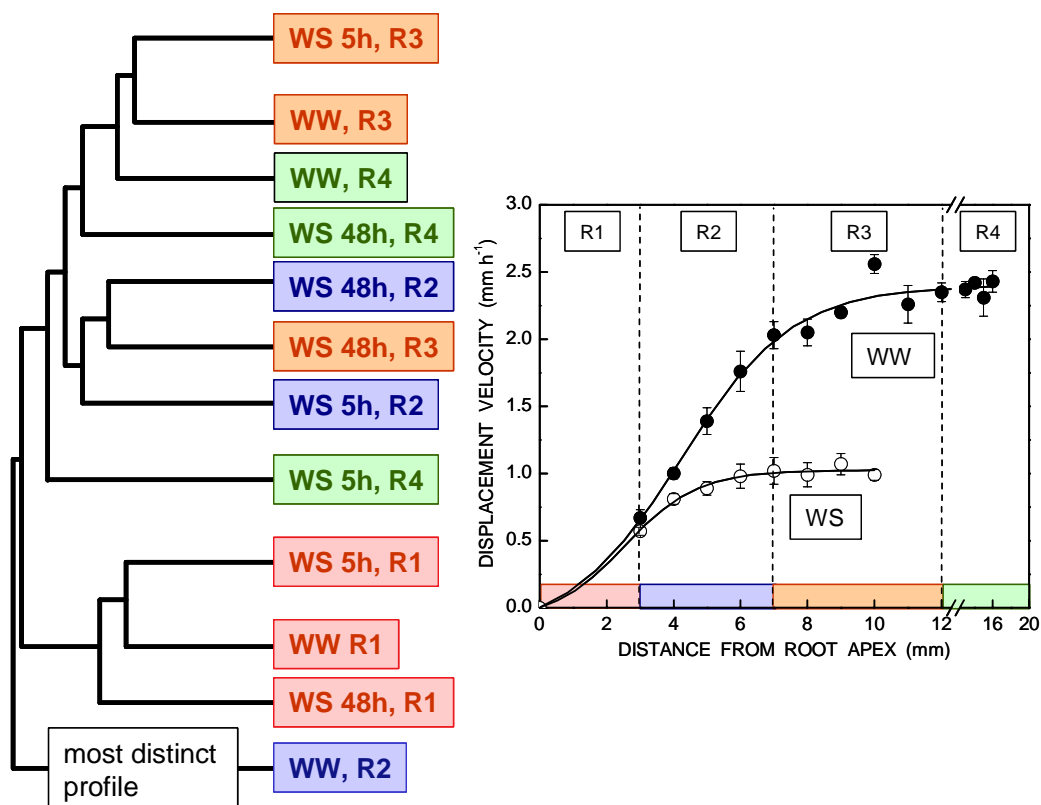 WS 5h, R3
WW, R3
WW, R4
WS 48h, R4
WS 48h, R2
WS 48h, R3
WS 5h, R2
WS 5h, R4
WS 5h, R1
WW R1
WS 48h, R1
most distinct
profile
WW, R2
DISPLACEMENT VELOCITY (mm h⁻¹)
3.0
2.5
2.0
1.5
1.0
0.5
0.0
R1 R2 R3 R4
WW
WS
0 2 4 6 8 10 12 16 20
DISTANCE FROM ROOT APEX (mm)